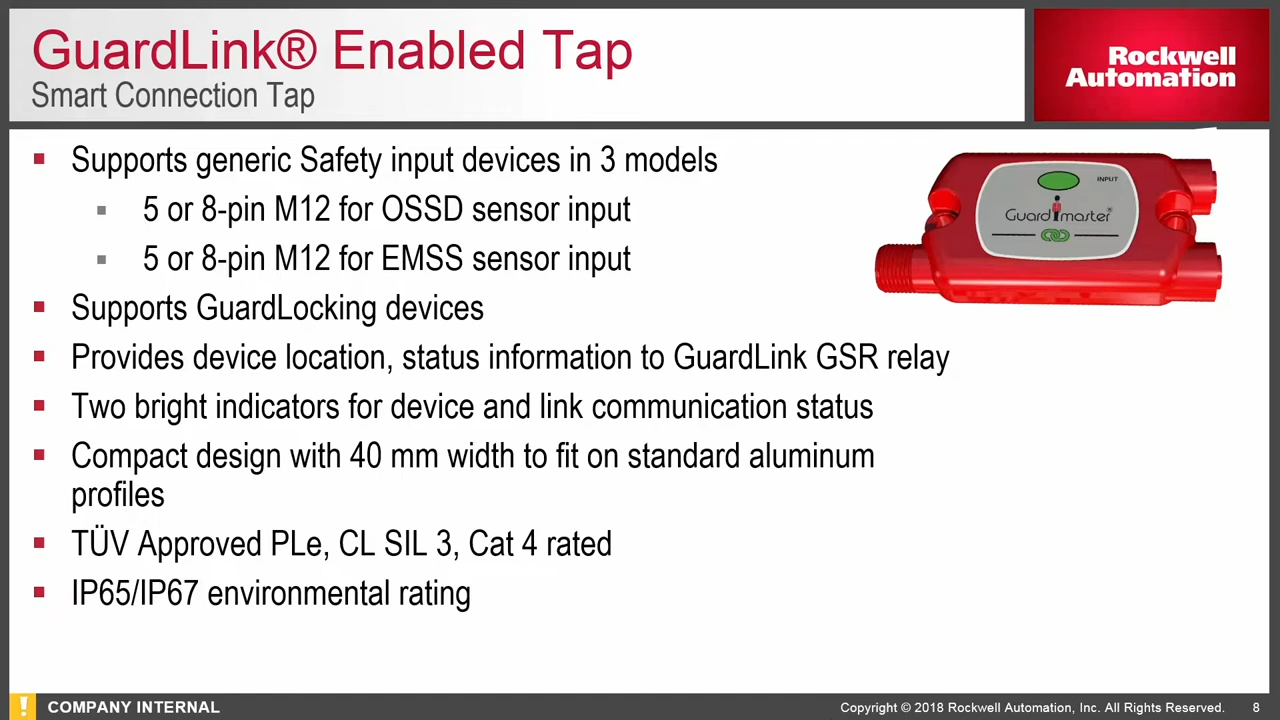 GuardLink® Enabled Tap
Smart Connection Tap
Rockwell
Automation
Supports generic Safety input devices in 3 models
5 or 8-pin M12 for OSSD sensor input
5 or 8-pin M12 for EMSS sensor input
Supports GuardLocking devices
Provides device location, status information to GuardLink GSR relay
Two bright indicators for device and link communication status
Compact design with 40 mm width to fit on standard aluminum
profiles
TÜV Approved PLe, CL SIL 3, Cat 4 rated
IP65/IP67 environmental rating
INPUT
Guardmaster®
! COMPANY INTERNAL
Copyright © 2018 Rockwell Automation, Inc. All Rights Reserved. 8